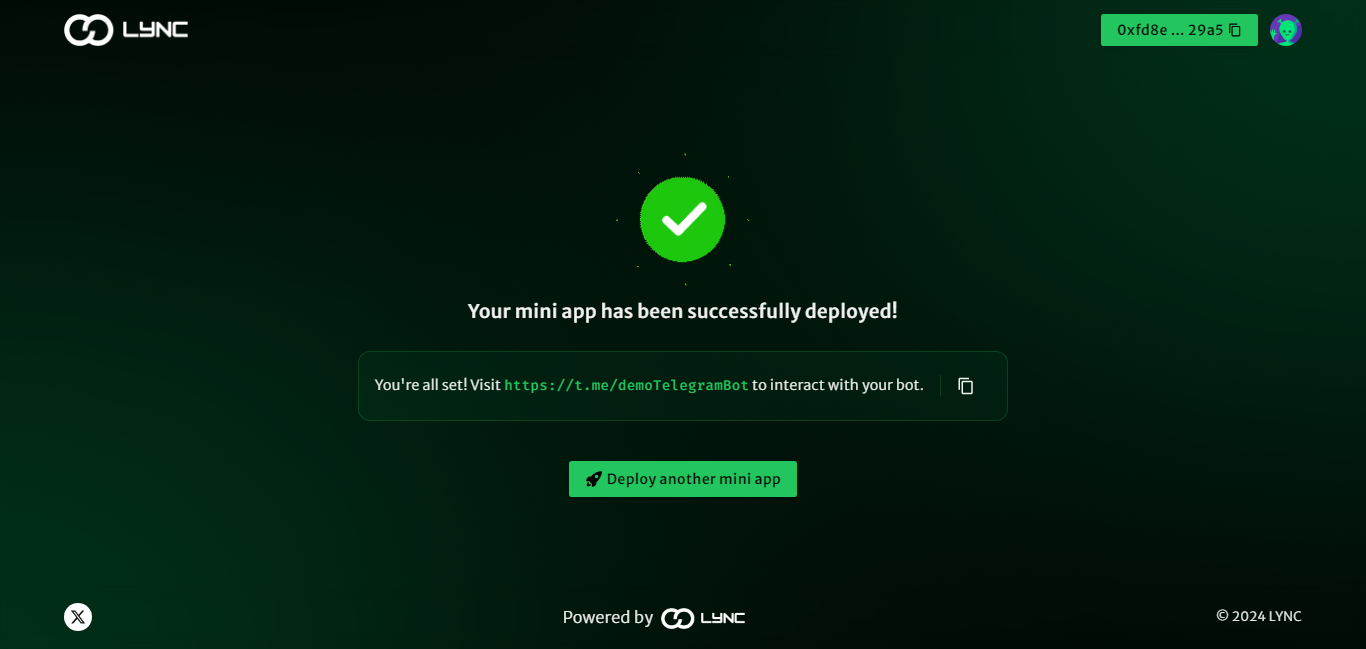 LYNC
0xfd8e ... 29a5
Your mini app has been successfully deployed!
You're all set! Visit https://t.me/demoTelegramBot to interact with your bot.
Deploy another mini app
Powered by LYNC
© 2024 LYNC